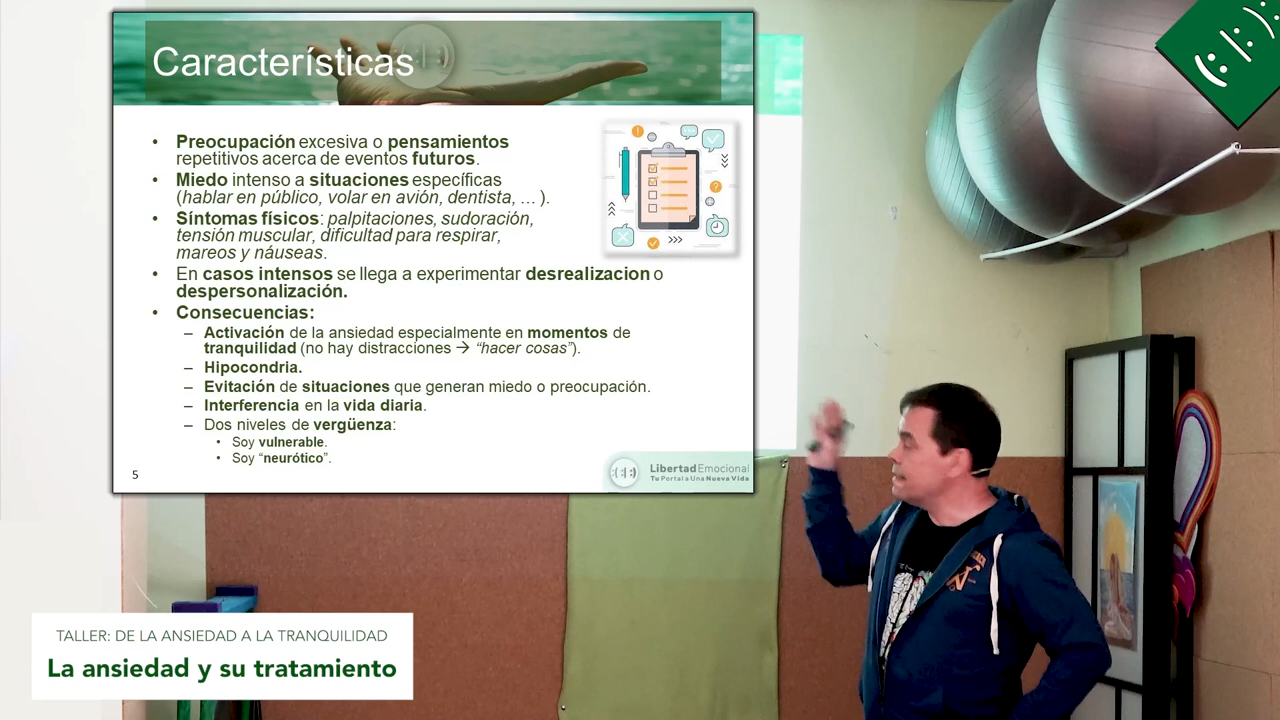 Características
• Preocupación excesiva o pensamientos
repetitivos acerca de eventos futuros.
• Miedo intenso a situaciones específicas
(hablar en público, volar en avión, dentista, … ).
• Síntomas físicos: palpitaciones, sudoración,
tensión muscular, dificultad para respirar,
mareos y náuseas.
• En casos intensos se llega a experimentar desrealizacion o
despersonalización.
• Consecuencias:
– Activación de la ansiedad especialmente en momentos de
tranquilidad (no hay distracciones → “hacer cosas”).
– Hipocondria.
– Evitación de situaciones que generan miedo o preocupación.
– Interferencia en la vida diaria.
– Dos niveles de vergüenza:
• Soy vulnerable.
• Soy “neurótico”.
5
LibertadEmocional
Tu Portal a Una Nueva Vida
TALLER: DE LA ANSIEDAD A LA TRANQUILIDAD
La ansiedad y su tratamiento